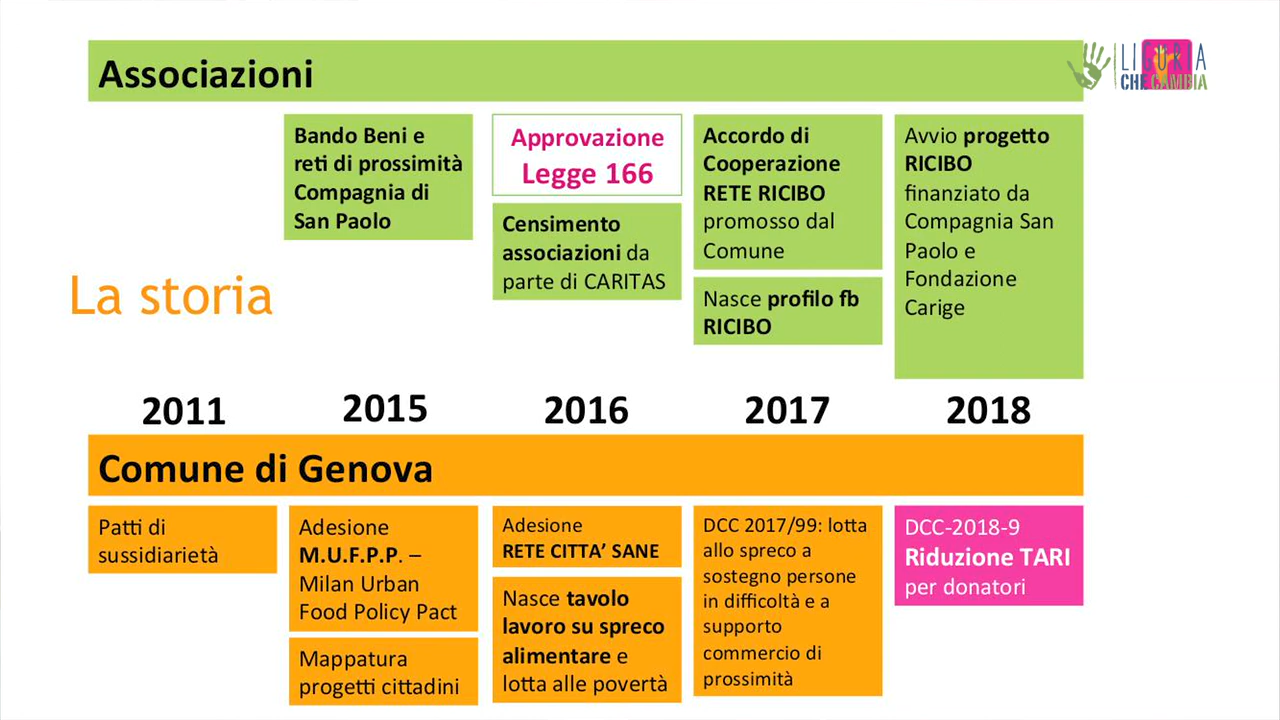 Associazioni
LIGURIA
CHE CAMBIA
Bando Beni e
reti di prossimità
Compagnia di
San Paolo
Approvazione
Legge 166
Censimento
associazioni da
parte di CARITAS
Accordo di
Cooperazione
RETE RICIBO
promosso dal
Comune
Nasce profilo fb
RICIBO
Avvio progetto
RICIBO
finanziato da
Compagnia San
Paolo e
Fondazione
Carige
La storia
2011
2015
2016
2017
2018
Comune di Genova
Patti di
sussidiarietà
Adesione
M.U.F.P.P. –
Milan Urban
Food Policy Pact
Mappatura
progetti cittadini
Adesione
RETE CITTA’ SANE
Nasce tavolo
lavoro su spreco
alimentare e
lotta alle povertà
DCC 2017/99: lotta
allo spreco a
sostegno persone
in difficoltà e a
supporto
commercio di
prossimità
DCC-2018-9
Riduzione TARI
per donatori